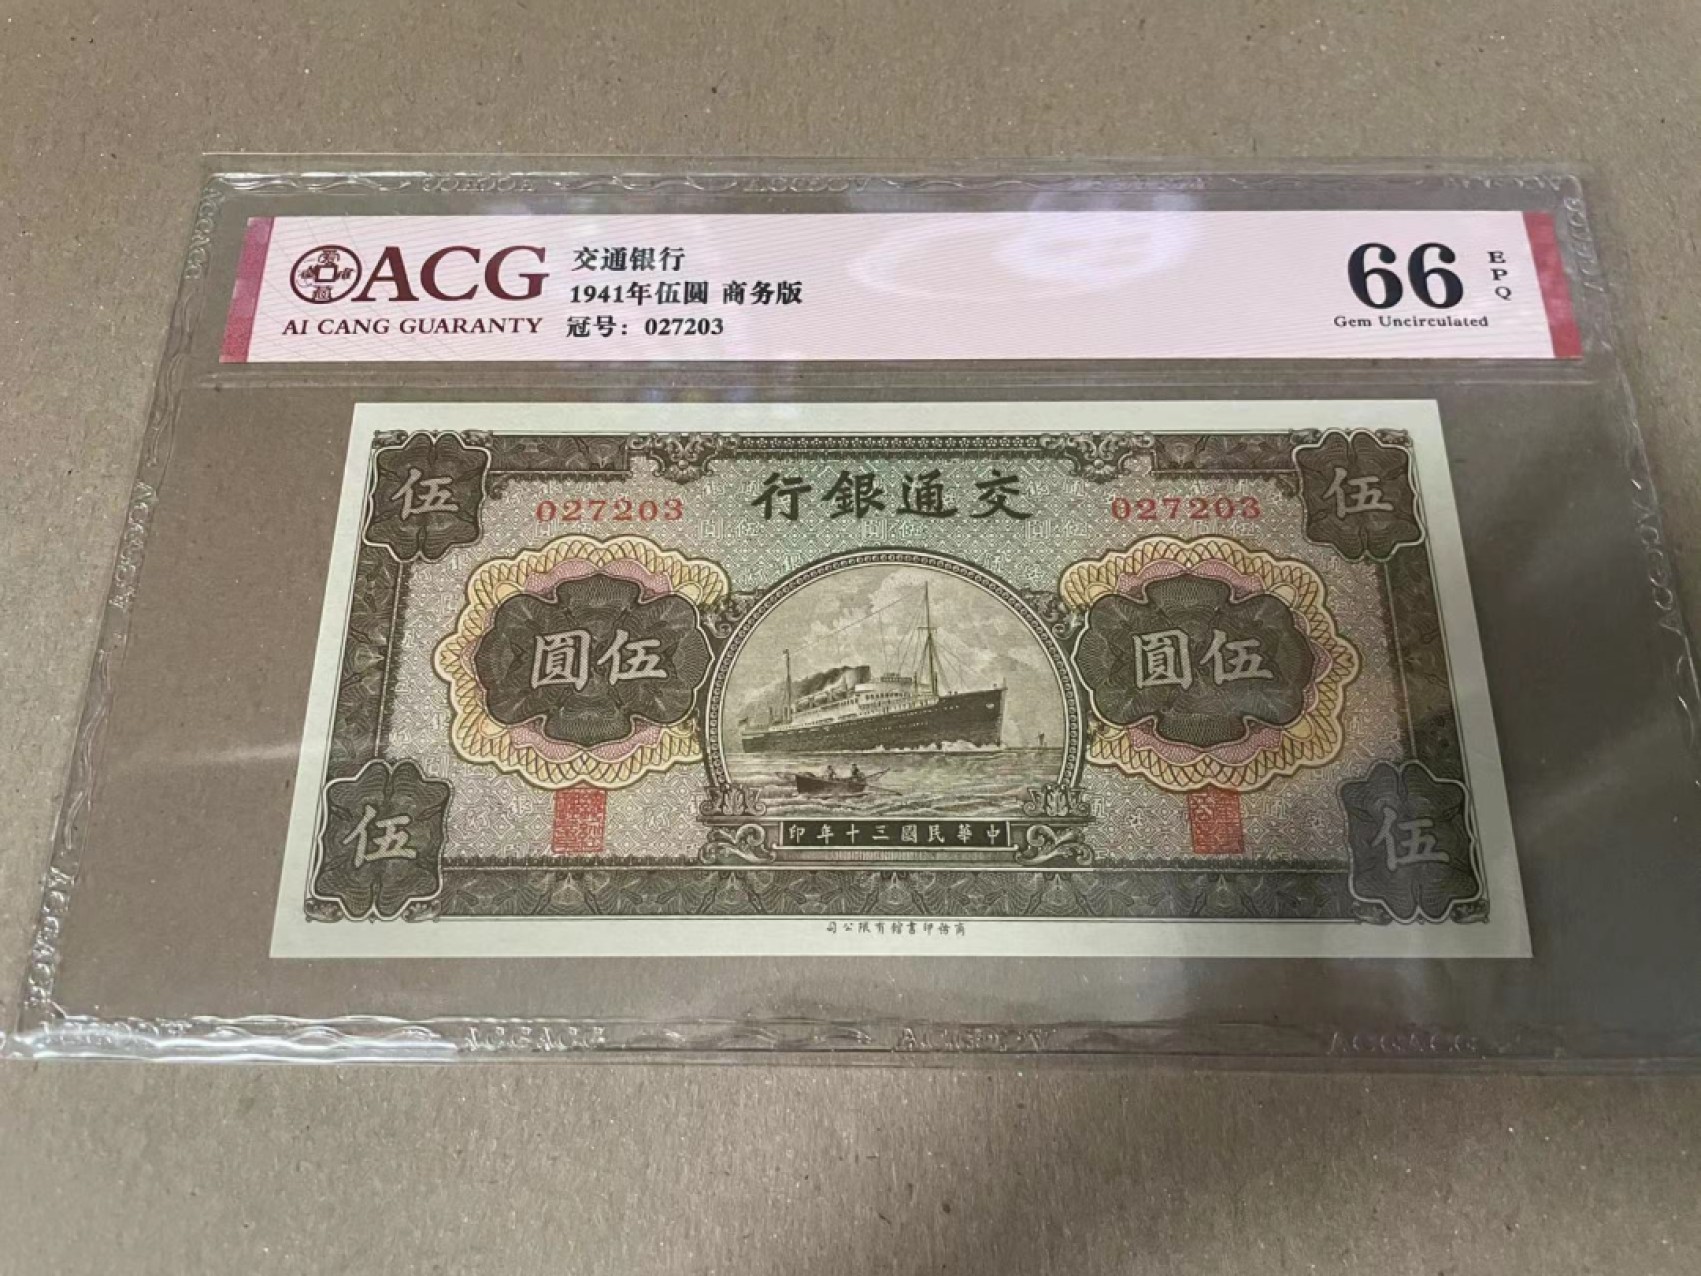 ACG
AI CANG GUARANTY
交通银行
1941年伍圆 商务版
冠号：027203
66
EPQ
Gem Uncirculated
伍
行銀通交
伍
027203
027203
圓伍
圓伍
印年十三國民華中
伍
伍
司公限有館書印務商